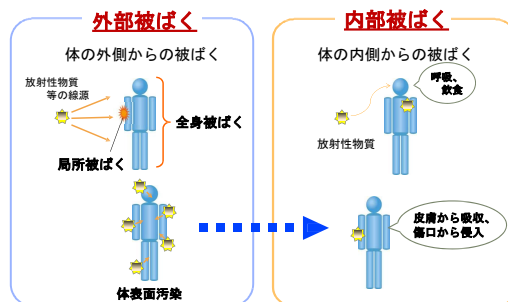 外部被ばく
体の外側からの被ばく
放射性物質
等の線源
全身被ばく
局所被ばく
体表面汚染
内部被ばく
体の内側からの被ばく
呼吸、
飲食
放射性物質
皮膚から吸収、
傷口から侵入